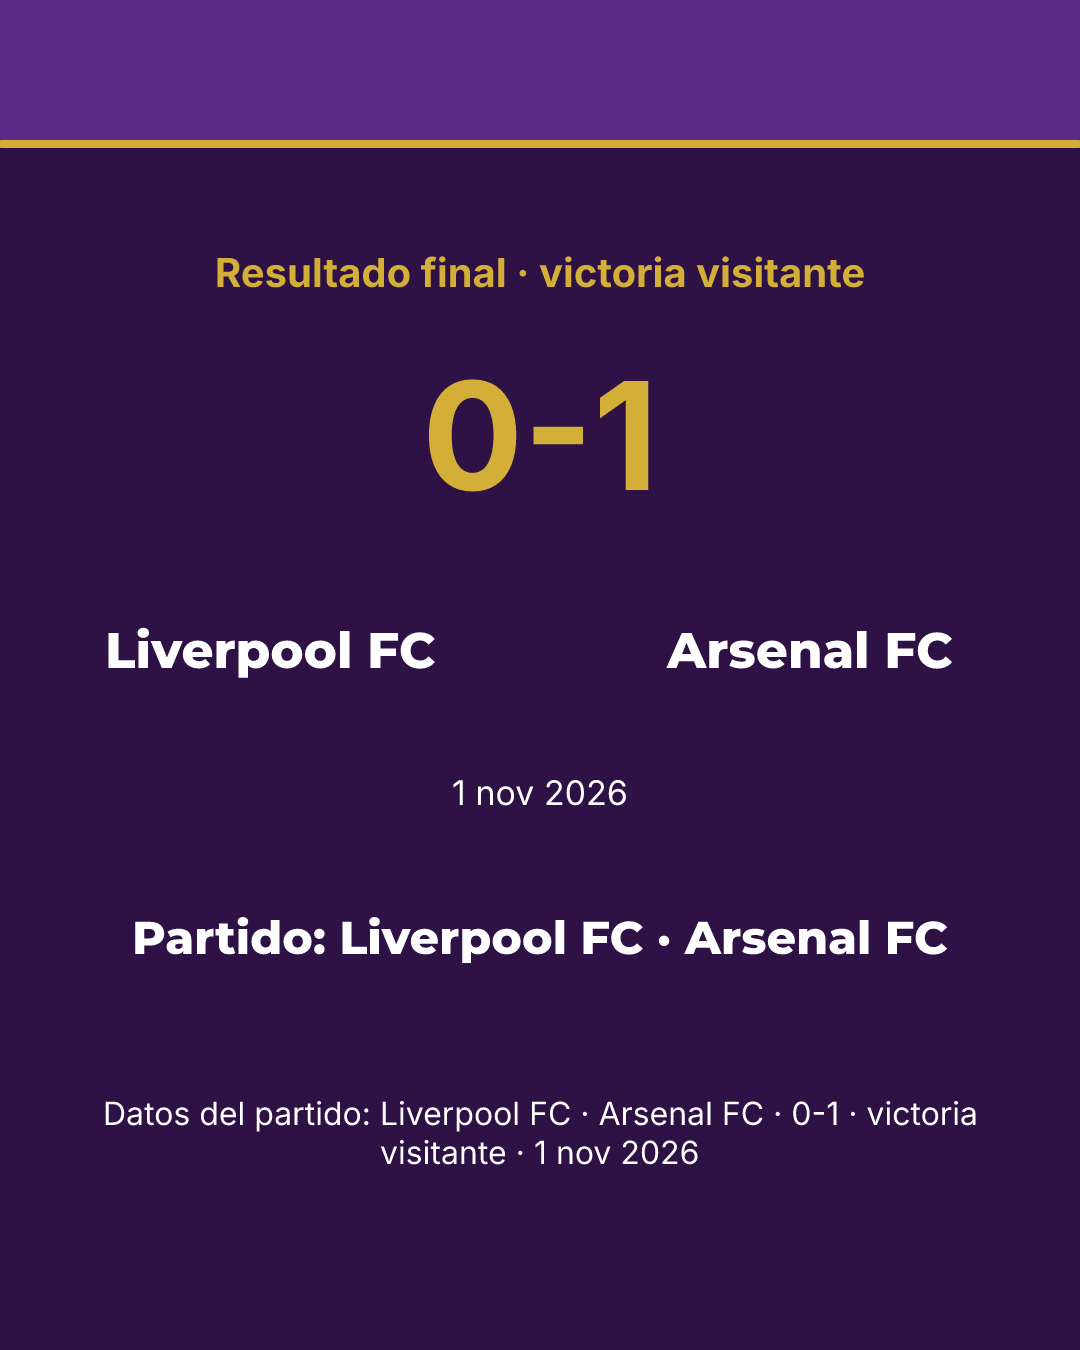 Resultado final · victoria visitante
0-1
Liverpool FC
Arsenal FC
1 nov 2026
Partido: Liverpool FC · Arsenal FC
Datos del partido: Liverpool FC · Arsenal FC · 0-1 · victoria
visitante · 1 nov 2026